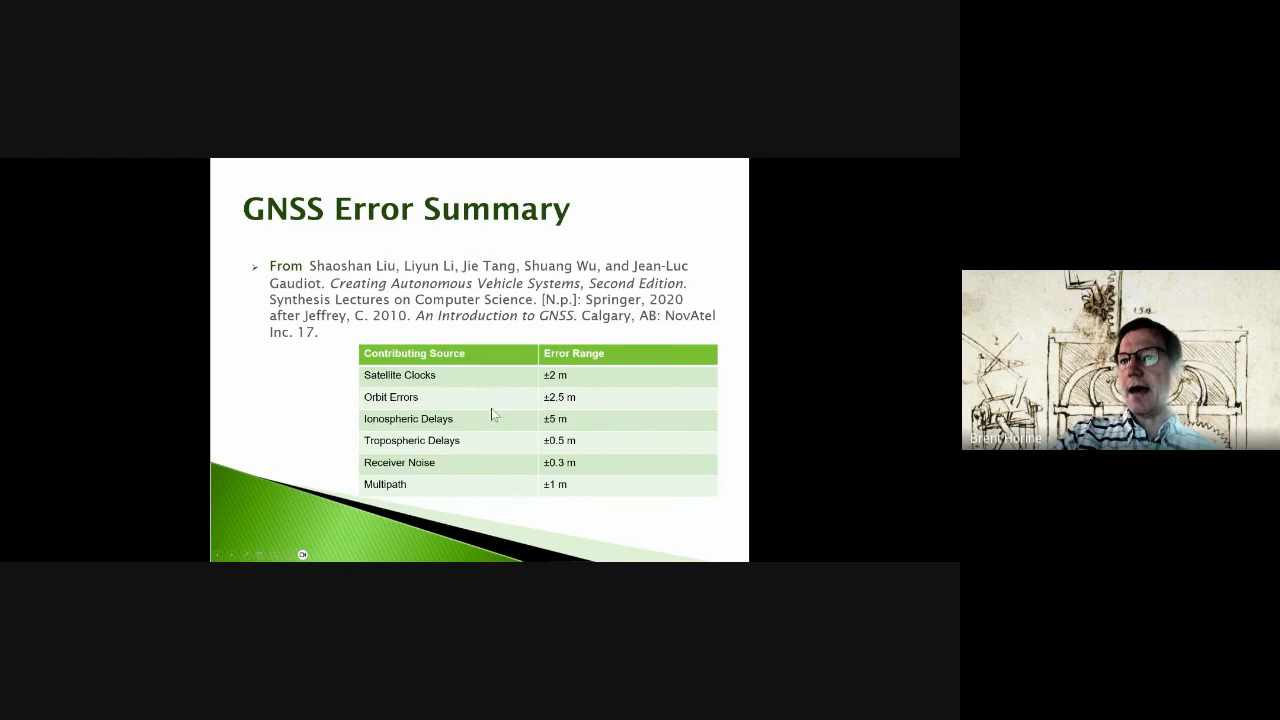 GNSS Error Summary
From Shaoshan Liu, Liyun Li, Jie Tang, Shuang Wu, and Jean-Luc
Gaudiot. Creating Autonomous Vehicle Systems, Second Edition.
Synthesis Lectures on Computer Science. [N.p.]: Springer, 2020
after Jeffrey, C. 2010. An Introduction to GNSS. Calgary, AB: NovAtel
Inc. 17.
Contributing Source Error Range
Satellite Clocks ±2 m
Orbit Errors ±2.5 m
Ionospheric Delays ±5 m
Tropospheric Delays ±0.5 m
Receiver Noise ±0.3 m
Multipath ±1 m
Brent Horine